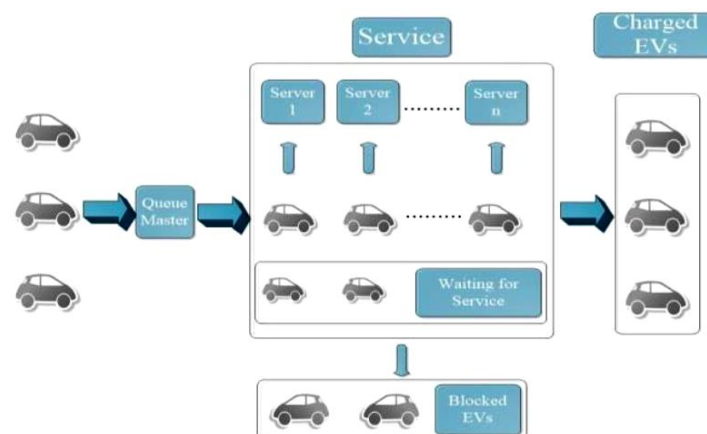 Service
Charged
EVs
Server
1
Server
2
Server
n
Queue
Master
Waiting for
Service
Blocked
EVs